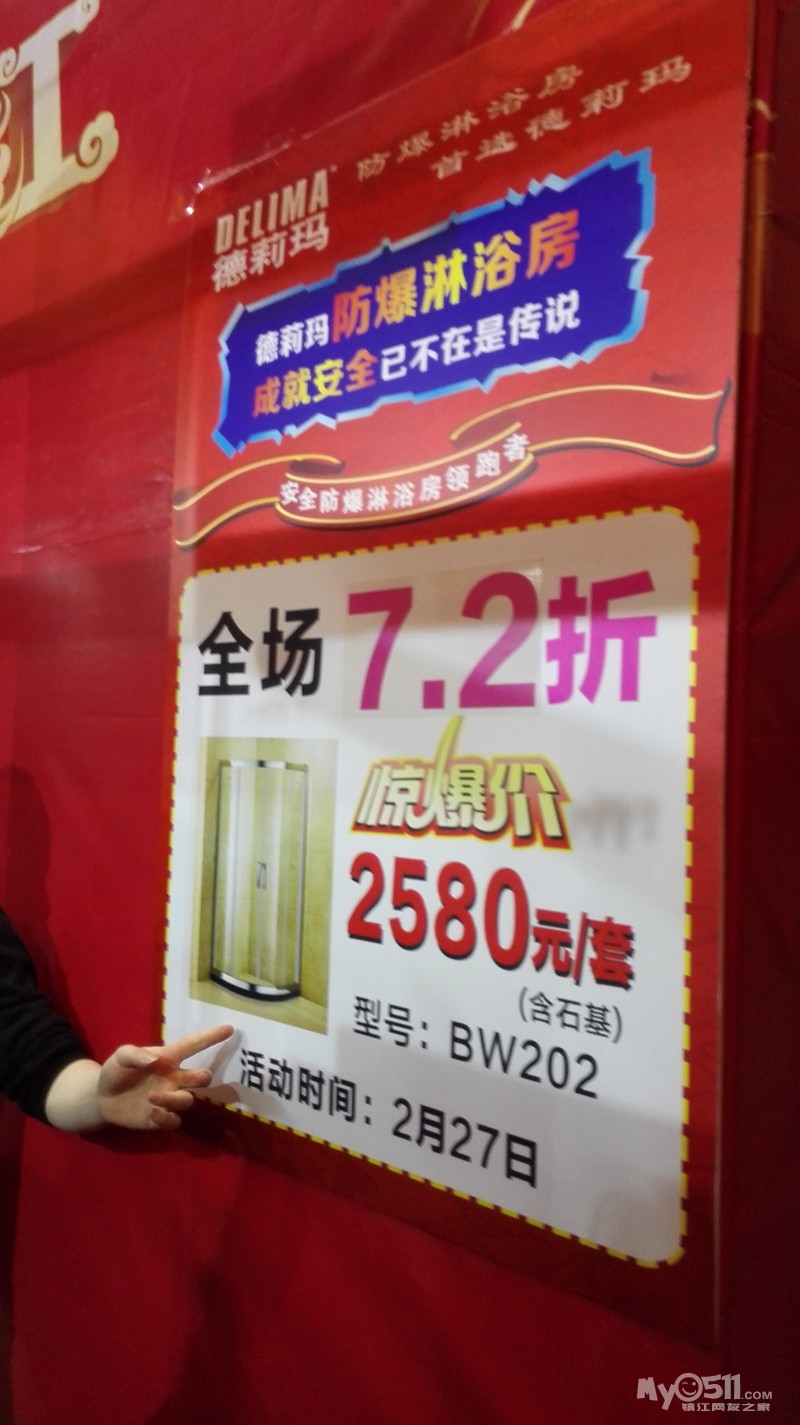 江
防爆淋浴房
首选德莉玛
DELIMA
德莉玛
德莉玛防爆淋浴房
成就安全已不在是传说
安全防爆淋浴房领跑者
全场 7.2折
惊爆价
2580元/套
(含石基)
型号：BW202
活动时间：2月27日
My0511.COM
镇江网友之家